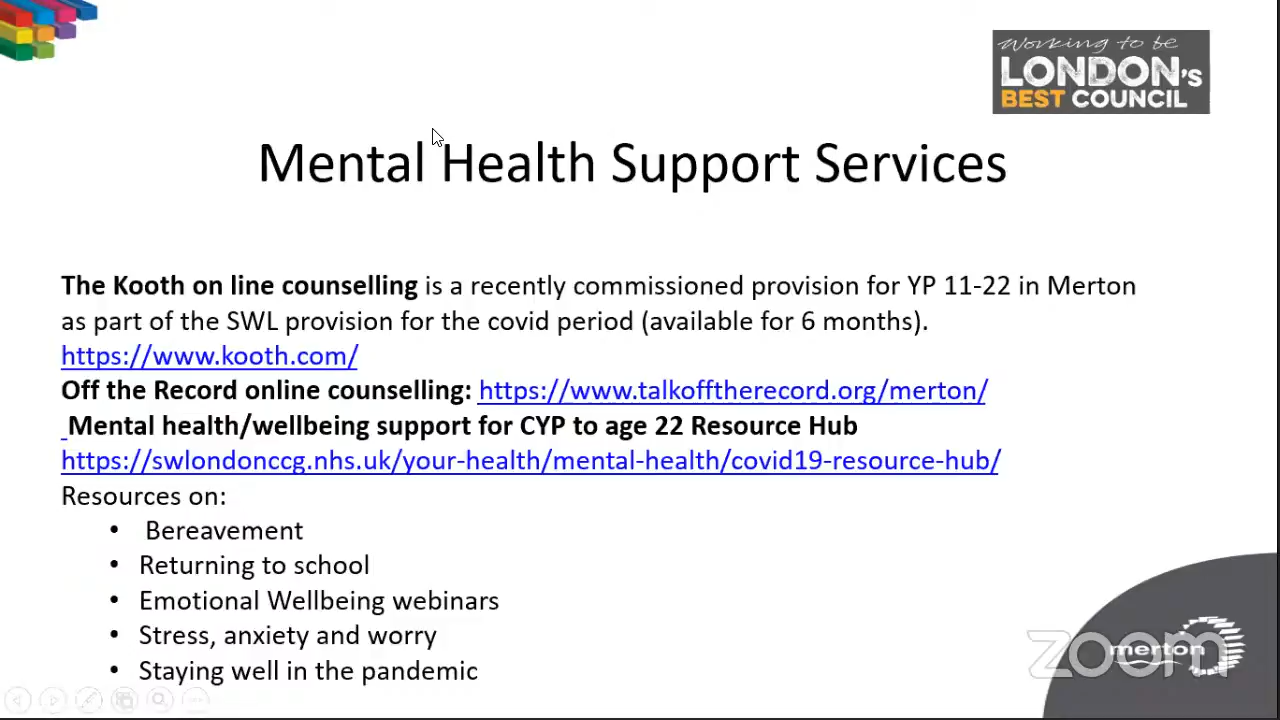 Working to be
LONDON's
BEST COUNCIL
Mental Health Support Services
The Kooth on line counselling is a recently commissioned provision for YP 11-22 in Merton
as part of the SWL provision for the covid period (available for 6 months).
https://www.kooth.com/
Off the Record online counselling: https://www.talkofftherecord.org/merton/
Mental health/wellbeing support for CYP to age 22 Resource Hub
https://swlondonccg.nhs.uk/your-health/mental-health/covid19-resource-hub/
Resources on:
• Bereavement
• Returning to school
• Emotional Wellbeing webinars
• Stress, anxiety and worry
• Staying well in the pandemic
zoom
merton